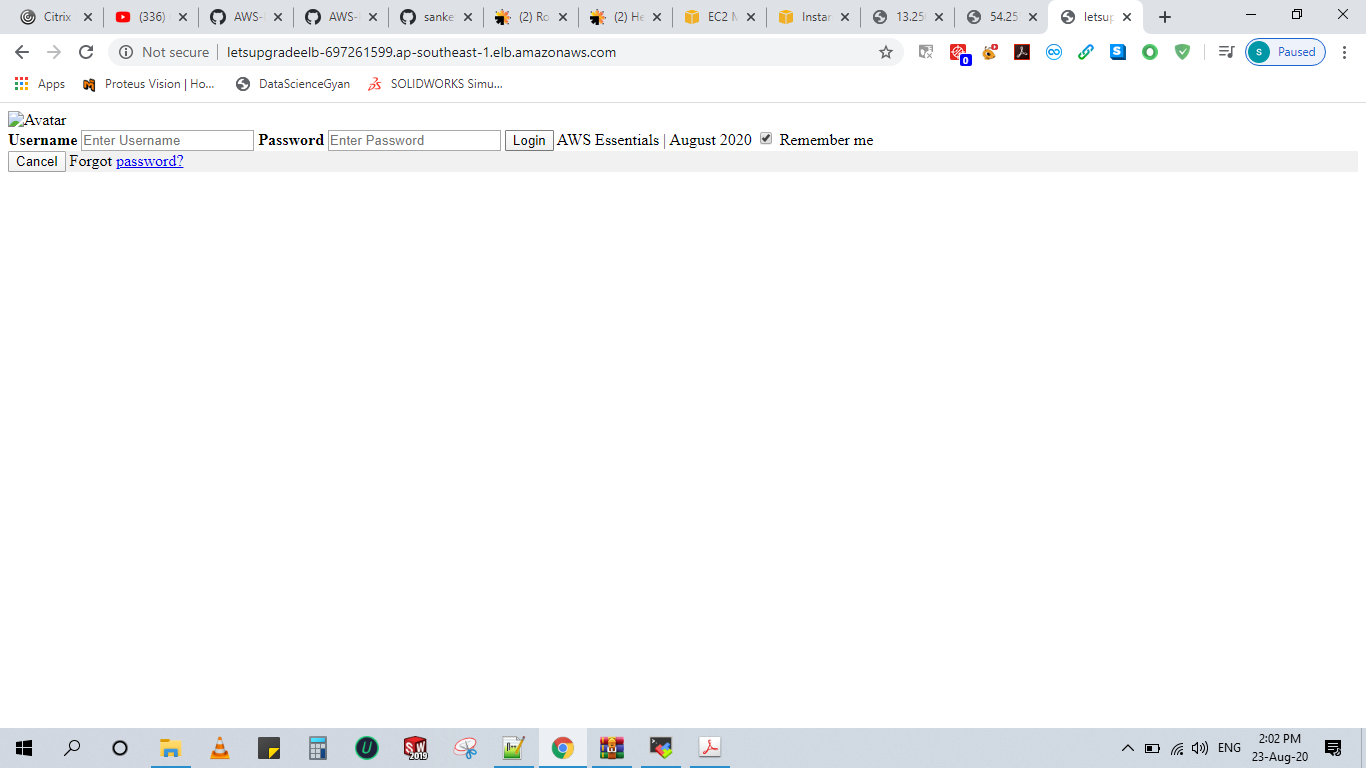 Citrix
(336)
AWS-
AWS-
sanke
(2) Ro
(2) He
EC2 M
Instar
13.25
54.25
letsup
Not secure
letsupgradeelb-697261599.ap-southeast-1.elb.amazonaws.com
0
S
s
Paused
Apps
Proteus Vision | Ho...
DataScienceGyan
SOLIDWORKS Simu...
Avatar
Username Enter Username Password Enter Password Login AWS Essentials | August 2020 Remember me
Cancel Forgot password?
U
SW
2019
n++
ENG
2:02 PM
23-Aug-20